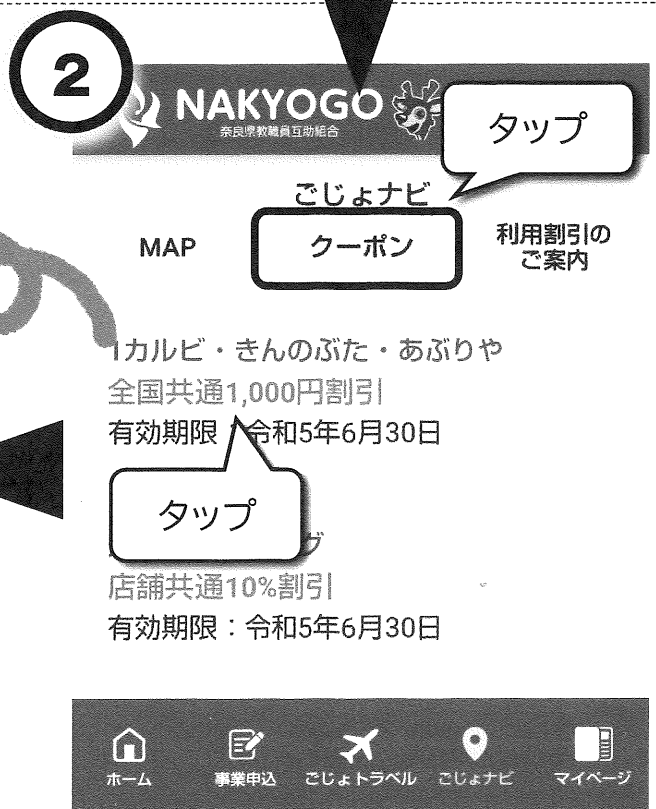 2
NAKYOGO
奈良県教職員互助組合
タップ
ごじょナビ
MAP
クーポン
利用割引の
ご案内
1カルビ・きんのぶた・あぶりや
全国共通1,000円割引
有効期限 令和5年6月30日
タップ
グ
店舗共通10%割引
有効期限：令和5年6月30日
ホーム
事業申込
ごじょトラベル
ごじょナビ
マイページ